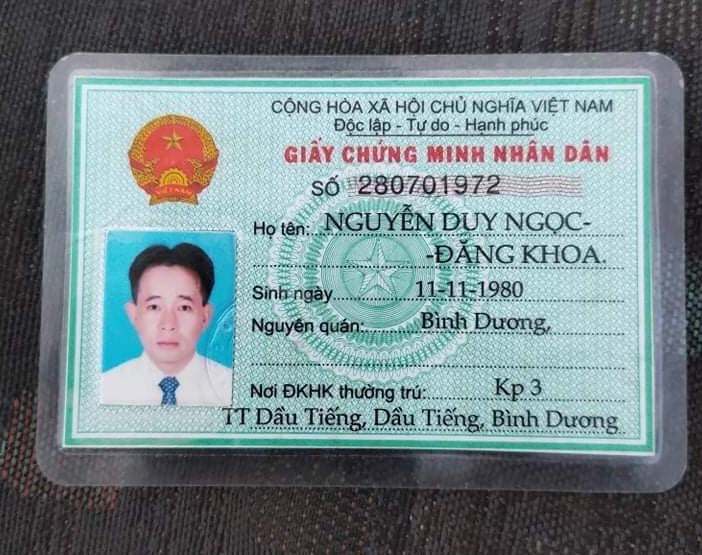 CỘNG HÒA XÃ HỘI CHỦ NGHĨA VIỆT NAM
Độc lập - Tự do - Hạnh phúc
GIẤY CHỨNG MINH NHÂN DÂN
SỐ 280701972
Họ tên: NGUYỄN DUY NGỌC-
-ĐĂNG KHOA.
Sinh ngày 11-11-1980
Nguyên quán: Bình Dương,
Nơi ĐKHK thường trú: Kp 3
TT Dầu Tiếng, Dầu Tiếng, Bình Dương
VIỆT NAM